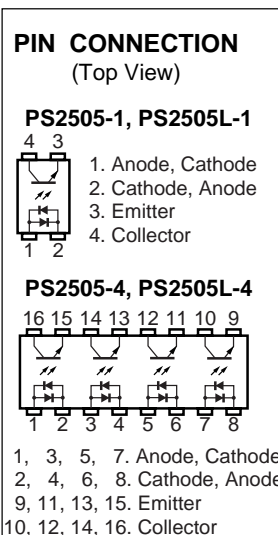 PIN CONNECTION
(Top View)
PS2505-1, PS2505L-1
4 3
1. Anode, Cathode
2. Cathode, Anode
3. Emitter
4. Collector
1 2
PS2505-4, PS2505L-4
16 15 14 13 12 11 10 9
1 2 3 4 5 6 7 8
1, 3, 5, 7. Anode, Cathode
2, 4, 6, 8. Cathode, Anode
9, 11, 13, 15. Emitter
10, 12, 14, 16. Collector